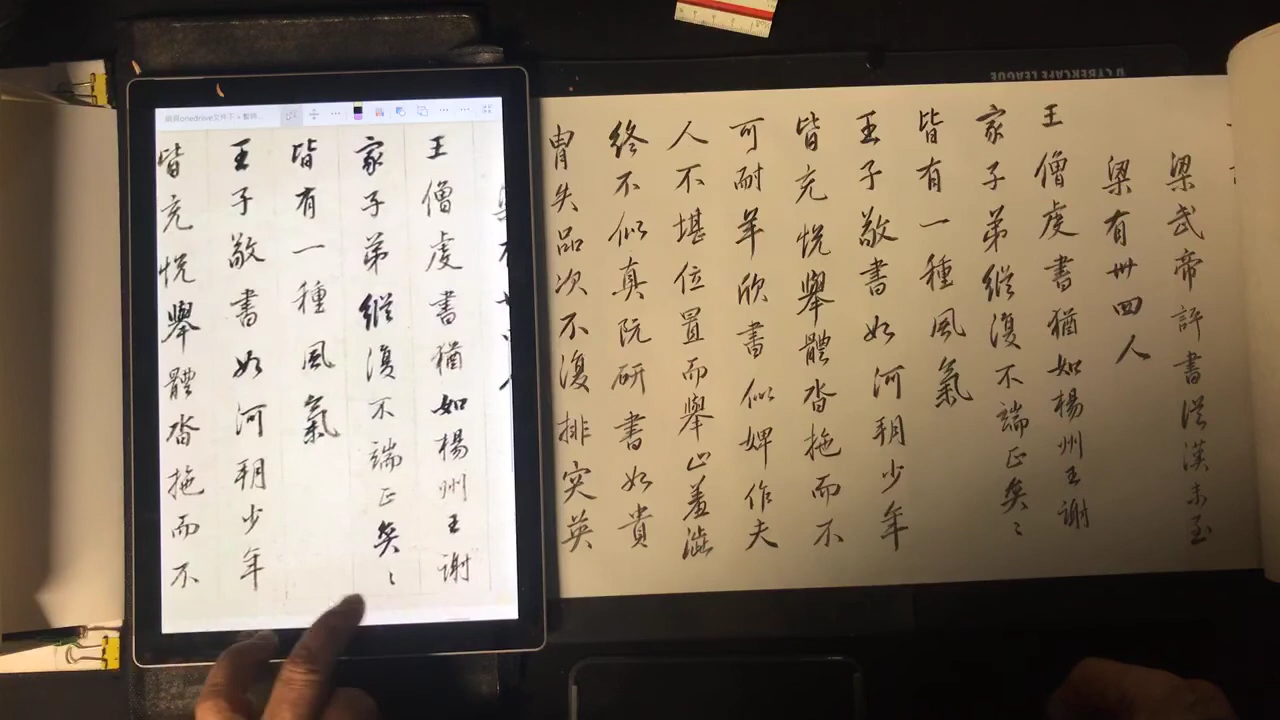 梁武帝評書從漢末至
梁有卅四人
王僧虔書猶如楊州王謝
家子弟縱復不端正奕〻
皆有一種風氣
王子敬書如河朔少年
皆充悅舉體沓拖而不
可耐羊欣書似婢作夫
人不堪位置而舉止羞澁
終不似真阮研書如貴
胄失品次不復排突英
王僧虔書猶如楊州王謝
家子弟縱復不端正奕〻
皆有一種風氣
王子敬書如河朔少年
皆充悅舉體沓拖而不
CYBERCAFE LEAGUE